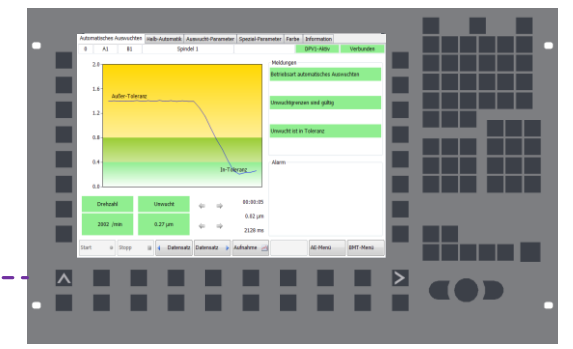 Automatisches Auswuchten Halb-Automatik Auswucht-Parameter Spezial-Parameter Farbe Information
0 A1 B1 Spindel 1 DPV1-Aktiv Verbunden
2.0
1.6
1.2
0.8
0.4
0.0
Außer-Toleranz
In-Toleranz
Meldungen
Betriebsart automatisches Auswuchten
Unwuchtgrenzen sind gültig
Unwucht ist in Toleranz
Alarm
Drehzahl Unwucht 00:00:05
2002 /min 0.27 µm 0.02 µm
2128 ms
Start Stopp Datensatz Datensatz Aufnahme AE-Menü BMT-Menü